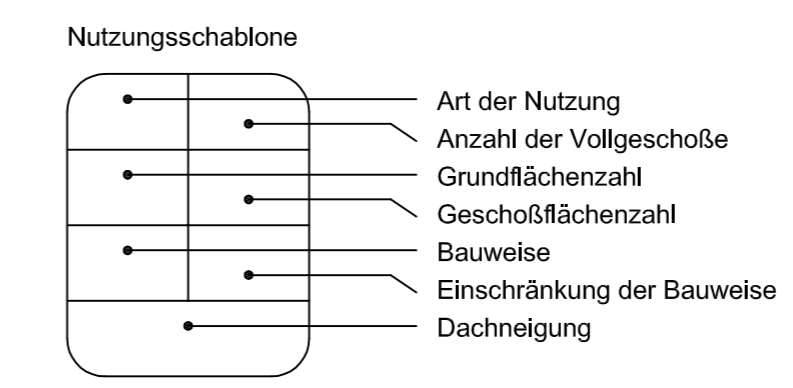 Nutzungsschablone
Art der Nutzung
Anzahl der Vollgeschoße
Grundflächenzahl
Geschoßflächenzahl
Bauweise
Einschränkung der Bauweise
Dachneigung